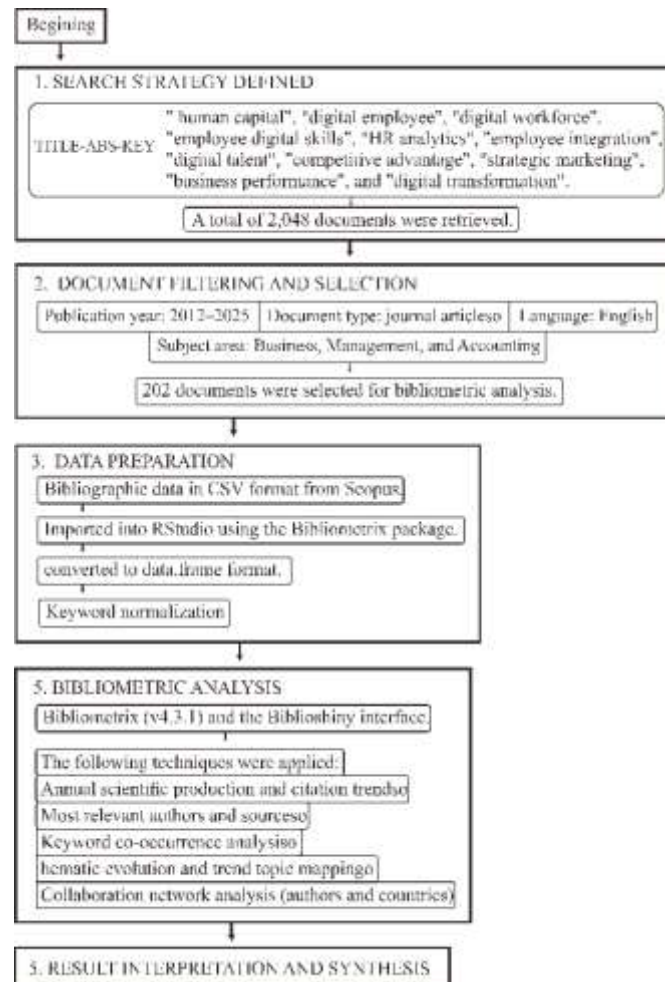 Begining
1. SEARCH STRATEGY DEFINED
TITLE-ABS-KEY
" human capital", "digital employee", "digital workforce".
"employee digital skills", "HR analytics", "employee integration",
"digital talent", "competitive advantage", "strategic marketing",
"business performance", and "digital transformation".
A total of 2,048 documents were retrieved.
2. DOCUMENT FILTERING AND SELECTION
Publication year: 2012–2025 Document type: journal articleso Language: English
Subject area: Business, Management, and Accounting
202 documents were selected for bibliometric analysis.
3. DATA PREPARATION
Bibliographic data in CSV format from Scopus.
Imported into RStudio using the Bibliometrix package.
converted to data.frame format.
Keyword normalization
5. BIBLIOMETRIC ANALYSIS
Bibliometrix (v4.3.1) and the Biblioshiny interface.
The following techniques were applied:
Annual scientific production and citation trendso
Most relevant authors and sourceso
Keyword co-occurrence analysiso
hematic evolution and trend topic mappingo
Collaboration network analysis (authors and countries)
5. RESULT INTERPRETATION AND SYNTHESIS